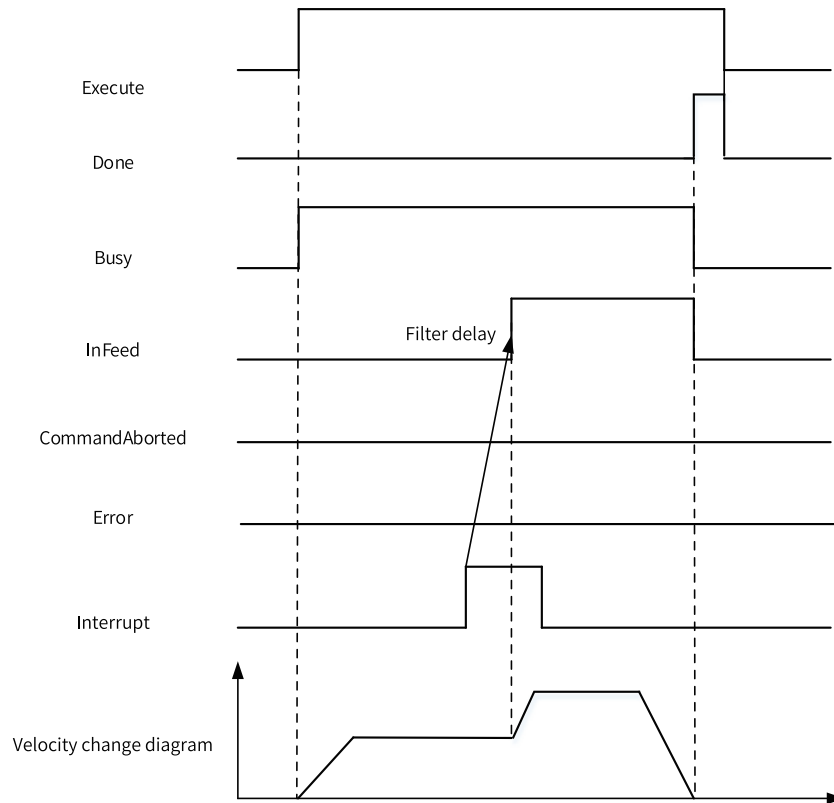 Execute
Done
Busy
Filter delay
InFeed
CommandAborted
Error
Interrupt
Velocity change diagram